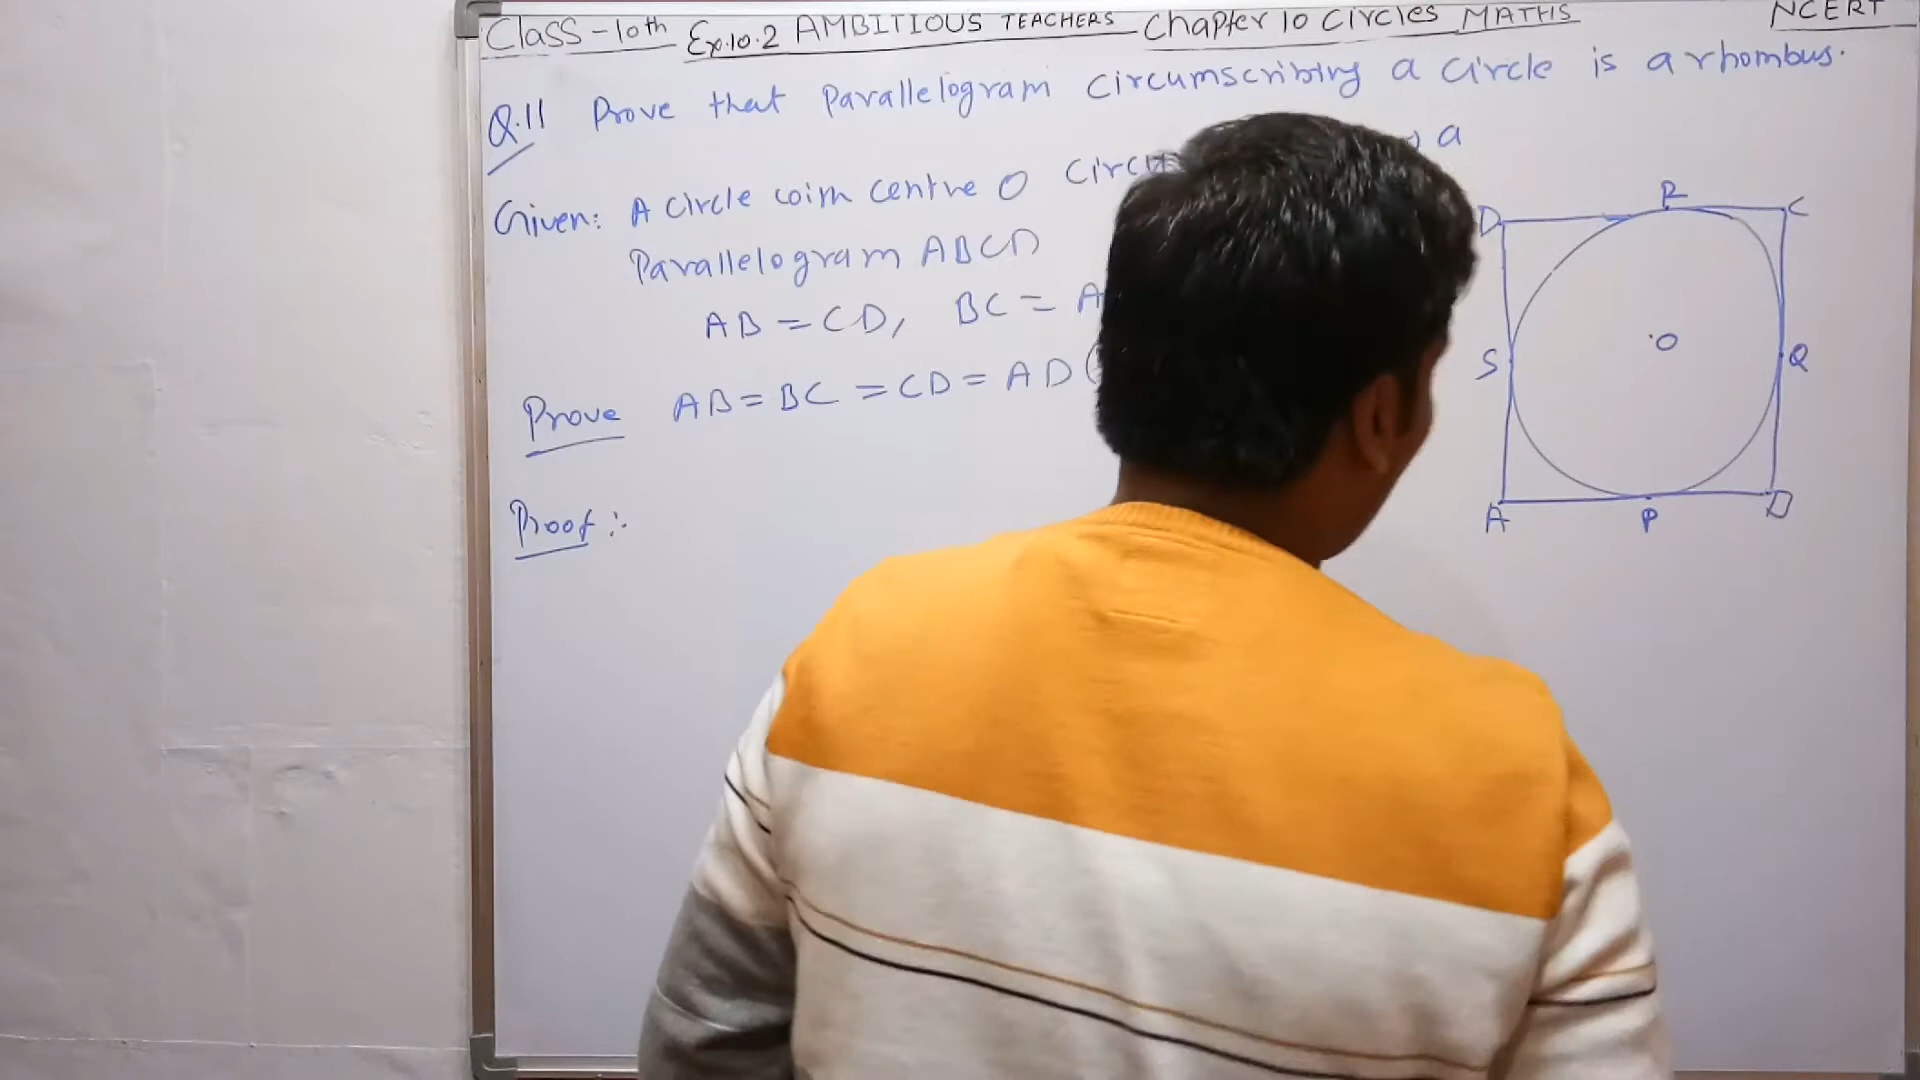 Class-10th Ex.10.2 AMBITIOUS TEACHERS Chapter 10 Circles MATHS NCERT
Q.11 Prove that Parallelogram circumscribing a circle is a rhombus.
a
Given: A circle with centre O
Parallelogram ABCD
AB = CD, BC =
Prove AB = BC = CD = AD
Proof :-
D R C
S O Q
A P B